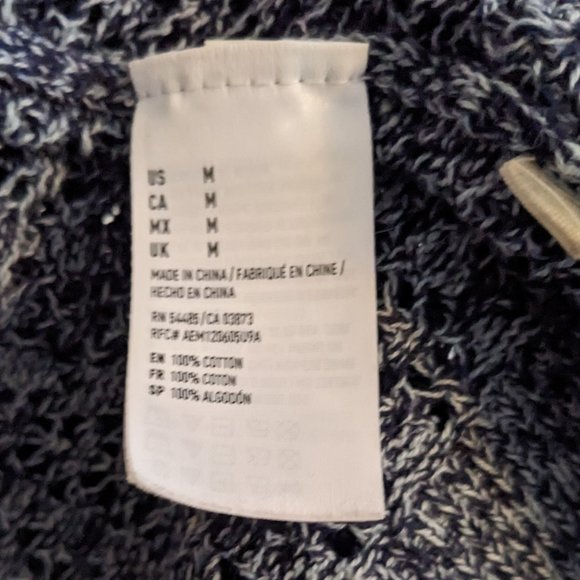 US M
CA M
MX M
UK M
MADE IN CHINA / FABRIQUÉ EN CHINE /
HECHO EN CHINA
RN 54485 / CA 03873
RFC# AEM120605U9A
EN 100% COTTON
FR 100% COTON
SP 100% ALGODÓN